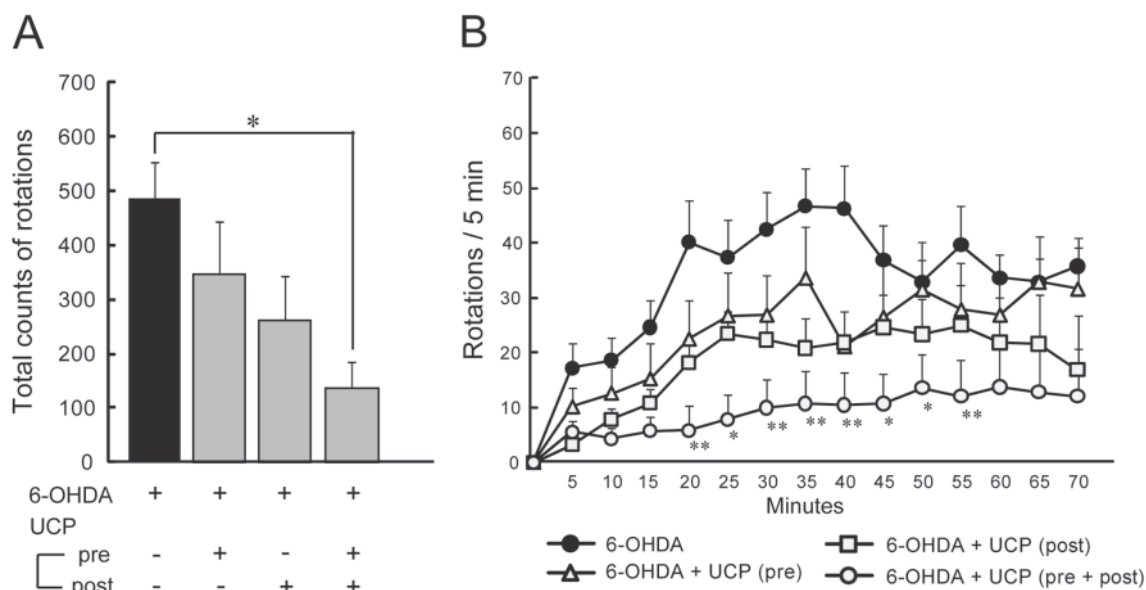 A
Total counts of rotations
700
600
500
400
300
200
100
0
*
6-OHDA + + + +
UCP
pre - + - +
post - - + +
B
Rotations / 5 min
70
60
50
40
30
20
10
0
** * ** ** ** * * **
5 10 15 20 25 30 35 40 45 50 55 60 65 70
Minutes
6-OHDA
6-OHDA + UCP (pre)
6-OHDA + UCP (post)
6-OHDA + UCP (pre + post)